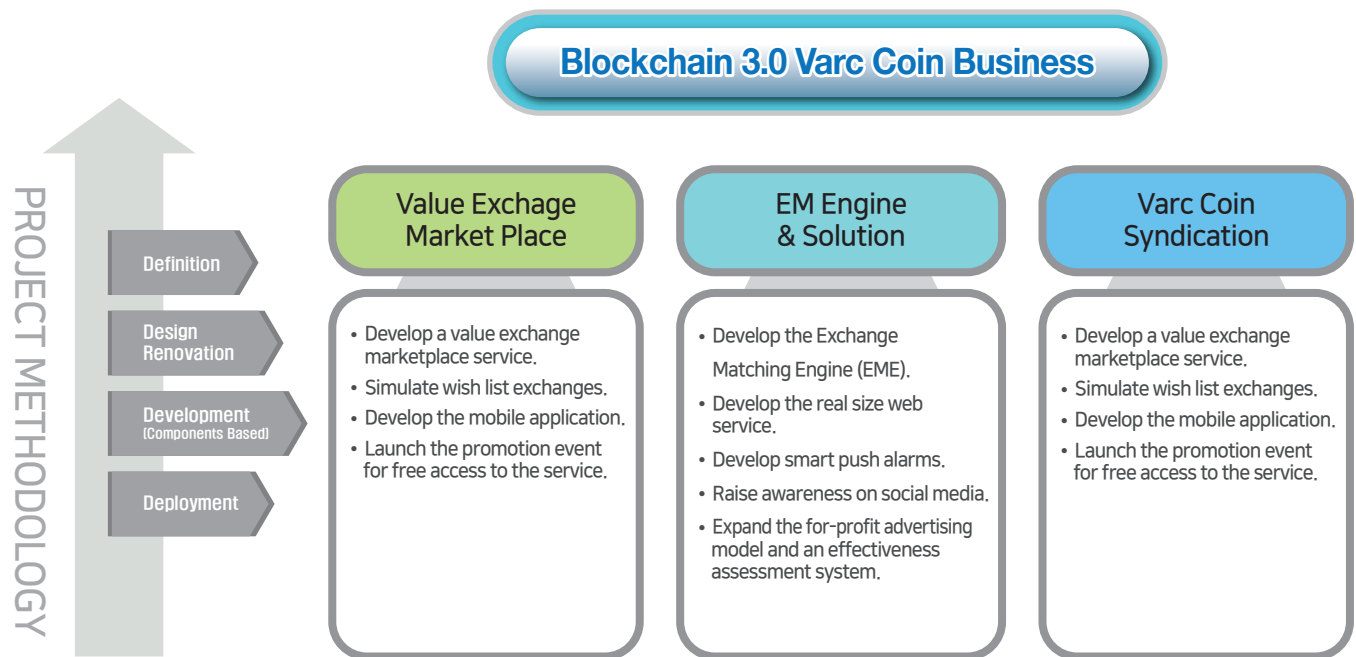 Blockchain 3.0 Varc Coin Business
PROJECT METHODOLOGY
Definition
Design
Renovation
Development
(Components Based)
Deployment
Value Exchage
Market Place
• Develop a value exchange
marketplace service.
• Simulate wish list exchanges.
• Develop the mobile application.
• Launch the promotion event
for free access to the service.
EM Engine
& Solution
• Develop the Exchange
Matching Engine (EME).
• Develop the real size web
service.
• Develop smart push alarms.
• Raise awareness on social media.
• Expand the for-profit advertising
model and an effectiveness
assessment system.
Varc Coin
Syndication
• Develop a value exchange
marketplace service.
• Simulate wish list exchanges.
• Develop the mobile application.
• Launch the promotion event
for free access to the service.